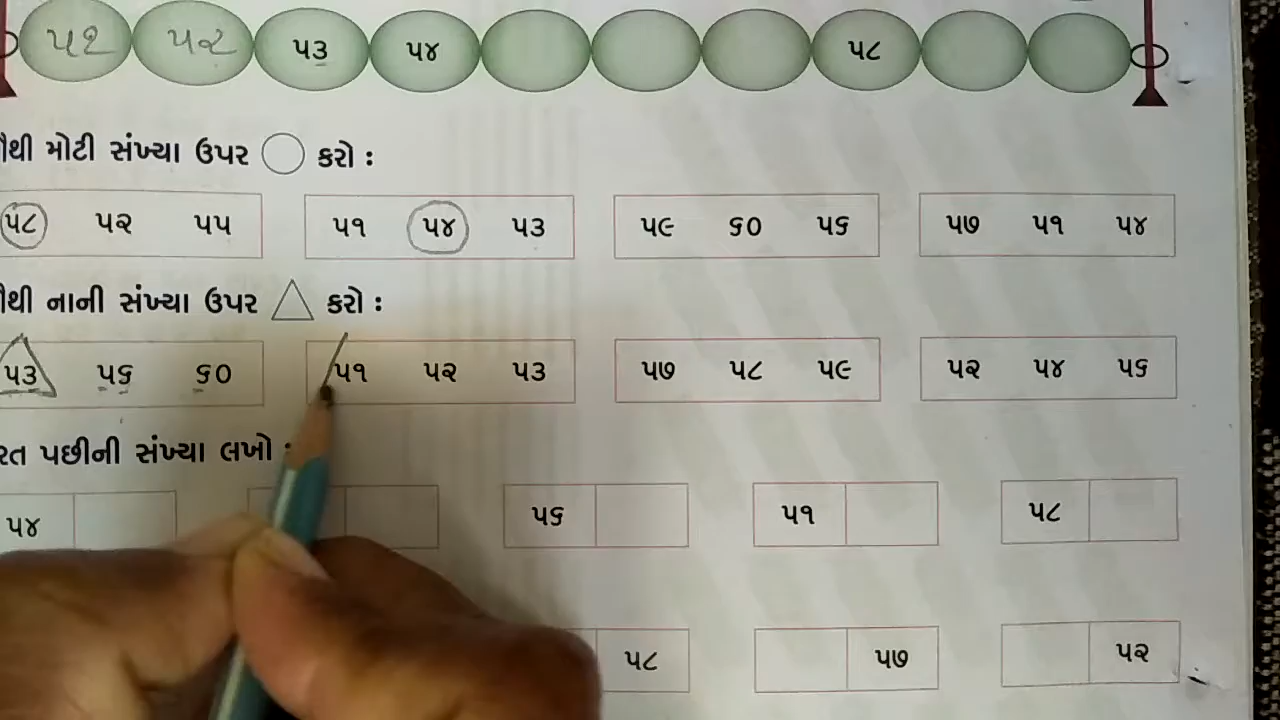 ૫૧ ૫૨ ૫૩ ૫૪ ૫૮
મોટી સંખ્યા ઉપર કરો :
૫૮ ૫૨ ૫૫ ૫૧ ૫૪ ૫૩ ૫૯ ૬૦ ૫૬ ૫૭ ૫૧ ૫૪
નાની સંખ્યા ઉપર કરો :
૫૩ ૫૬ ૬૦ ૫૧ ૫૨ ૫૩ ૫૭ ૫૮ ૫૯ ૫૨ ૫૪ ૫૬
પછીની સંખ્યા લખો :
૫૪ ૫૬ ૫૧ ૫૮
૫૮ ૫૭ ૫૨